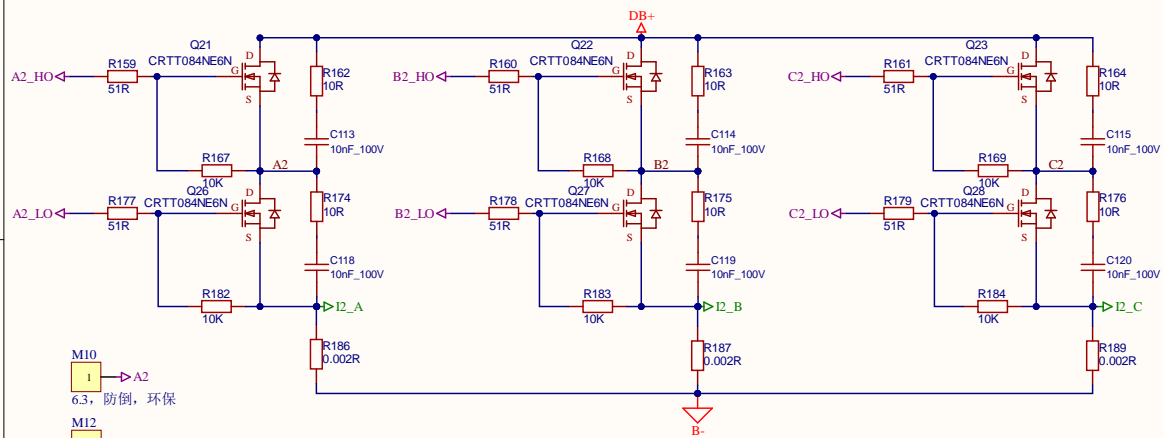 DB+
Q21
CRTT084NE6N
Q22
CRTT084NE6N
Q23
CRTT084NE6N
D
G
S
D
G
S
D
G
S
A2_HO
R159
51R
B2_HO
R160
51R
C2_HO
R161
51R
R162
10R
R163
10R
R164
10R
C113
10nF_100V
C114
10nF_100V
C115
10nF_100V
R167
10K
A2
R168
10K
B2
R169
10K
C2
Q26
CRTT084NE6N
Q27
CRTT084NE6N
Q28
CRTT084NE6N
D
G
S
D
G
S
D
G
S
A2_LO
R177
51R
B2_LO
R178
51R
C2_LO
R179
51R
R174
10R
R175
10R
R176
10R
C118
10nF_100V
C119
10nF_100V
C120
10nF_100V
R182
10K
I2_A
R183
10K
I2_B
R184
10K
I2_C
R186
0.002R
R187
0.002R
R189
0.002R
M10
1
A2
6.3，防倒，环保
M12
B-